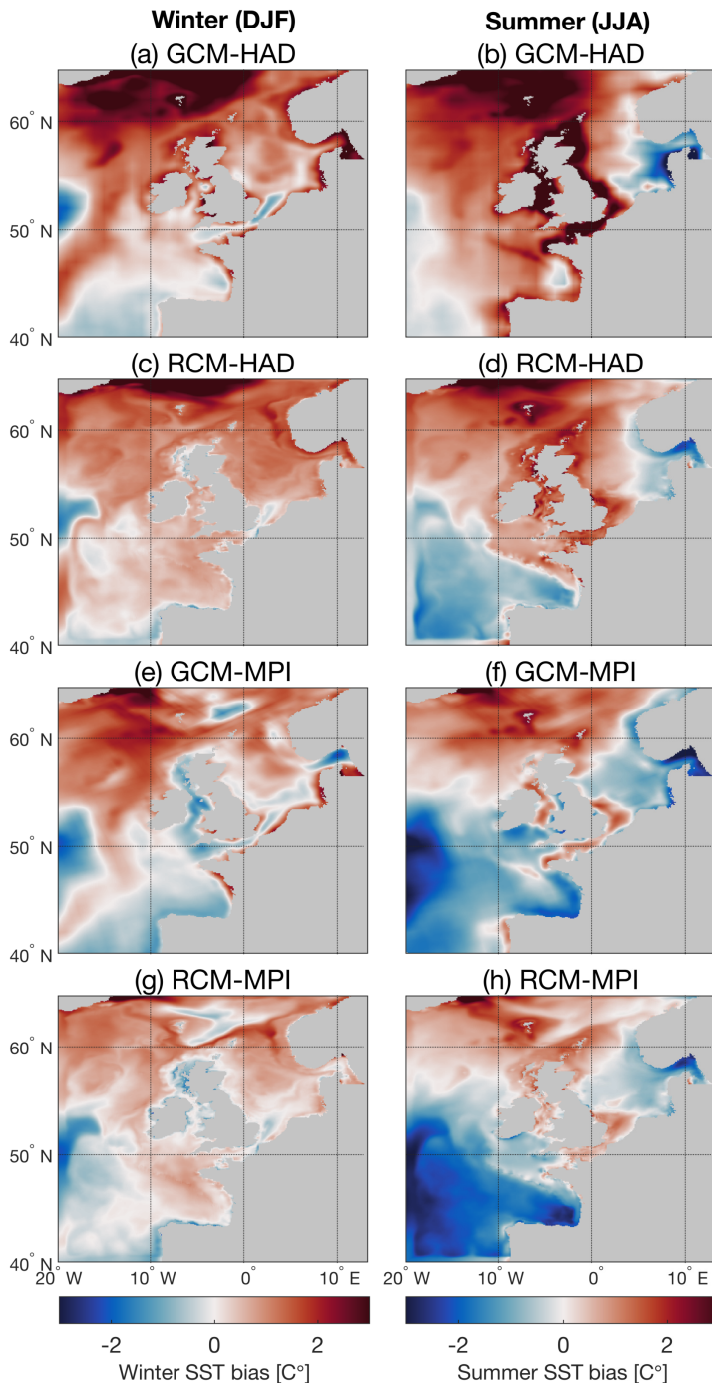 Winter (DJF)
Summer (JJA)
(a) GCM-HAD
(b) GCM-HAD
60° N
50° N
40° N
(c) RCM-HAD
(d) RCM-HAD
60° N
50° N
40° N
(e) GCM-MPI
(f) GCM-MPI
60° N
50° N
40° N
(g) RCM-MPI
(h) RCM-MPI
60° N
50° N
40° N
20° W 10° W 0° 10° E
10° W 0° 10° E
-2 0 2
-2 0 2
Winter SST bias [C°]
Summer SST bias [C°]